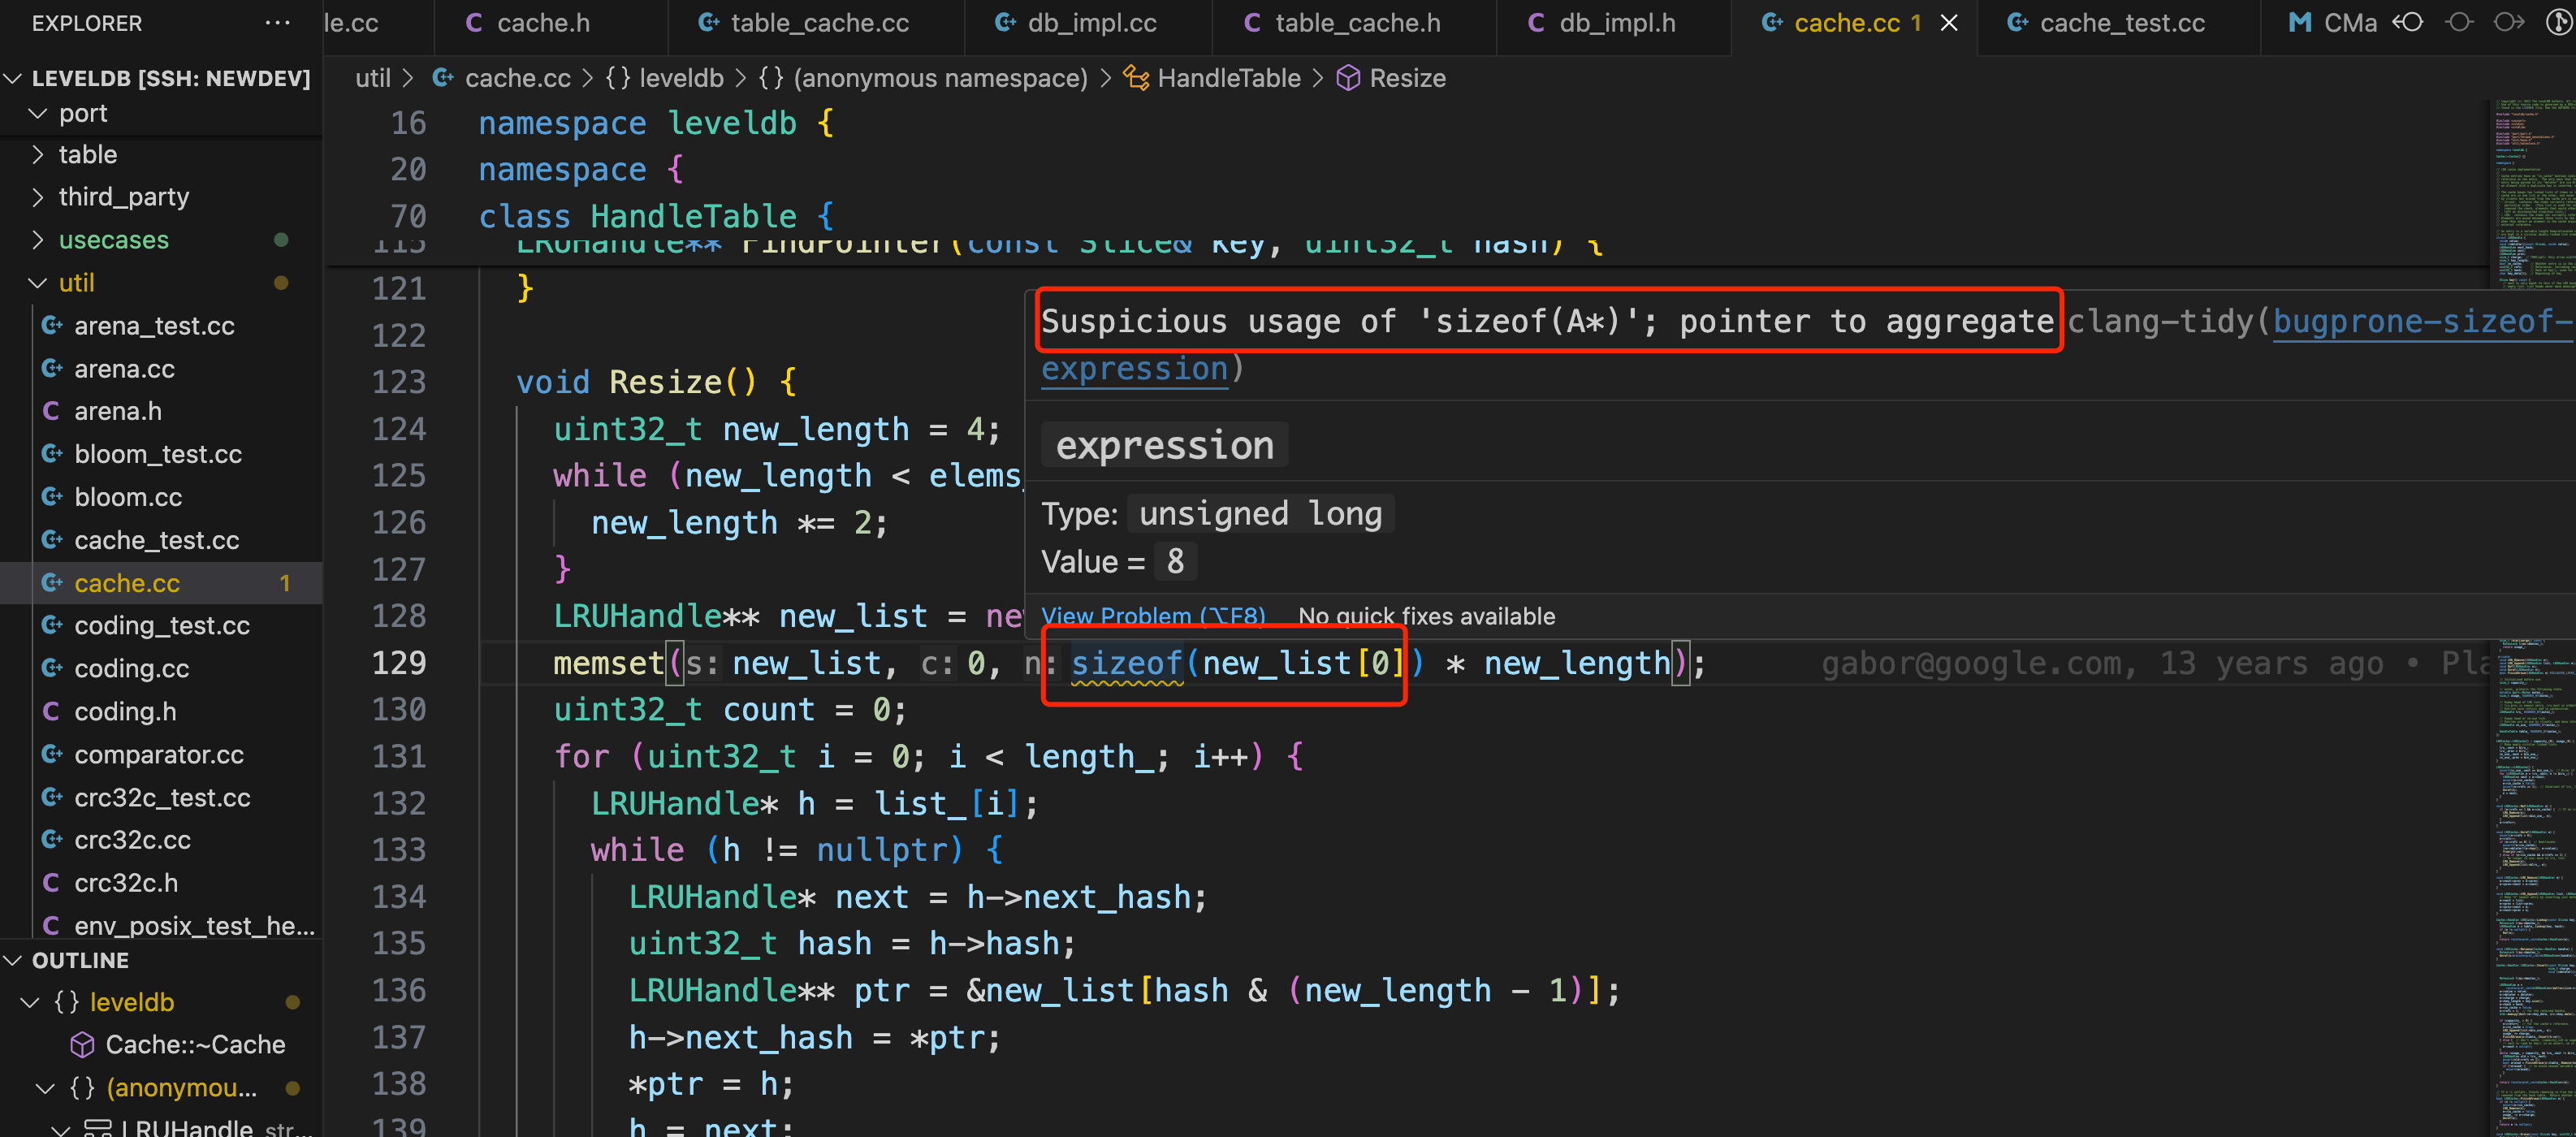 EXPLORER
le.cc
cache.h
table_cache.cc
db_impl.cc
table_cache.h
db_impl.h
cache.cc 1
cache_test.cc
CMa
LEVELDB [SSH: NEWDEV]
port
table
third_party
usecases
util
arena_test.cc
arena.cc
arena.h
bloom_test.cc
bloom.cc
cache_test.cc
cache.cc 1
coding_test.cc
coding.cc
coding.h
comparator.cc
crc32c_test.cc
crc32c.cc
crc32c.h
env_posix_test_he...
OUTLINE
{} leveldb
Cache::~Cache
{} (anonymou...
LRUHandle str...
util > cache.cc > {} leveldb > {} (anonymous namespace) > HandleTable > Resize
16 namespace leveldb {
20 namespace {
70 class HandleTable {
115 LRUHandle** FindPointer(const Slice& key, uint32_t hash) {
121 }
122
123 void Resize() {
124 uint32_t new_length = 4;
125 while (new_length < elems_
126 new_length *= 2;
127 }
128 LRUHandle** new_list = ne
129 memset(s: new_list, c: 0, n: sizeof(new_list[0]) * new_length); gabor@google.com, 13 years ago • Pla
130 uint32_t count = 0;
131 for (uint32_t i = 0; i < length_; i++) {
132 LRUHandle* h = list_[i];
133 while (h != nullptr) {
134 LRUHandle* next = h->next_hash;
135 uint32_t hash = h->hash;
136 LRUHandle** ptr = &new_list[hash & (new_length - 1)];
137 h->next_hash = *ptr;
138 *ptr = h;
139 h = next;
Suspicious usage of 'sizeof(A*)'; pointer to aggregate clang-tidy(bugprone-sizeof-
expression)
expression
Type: unsigned long
Value = 8
View Problem (⌥F8) No quick fixes available